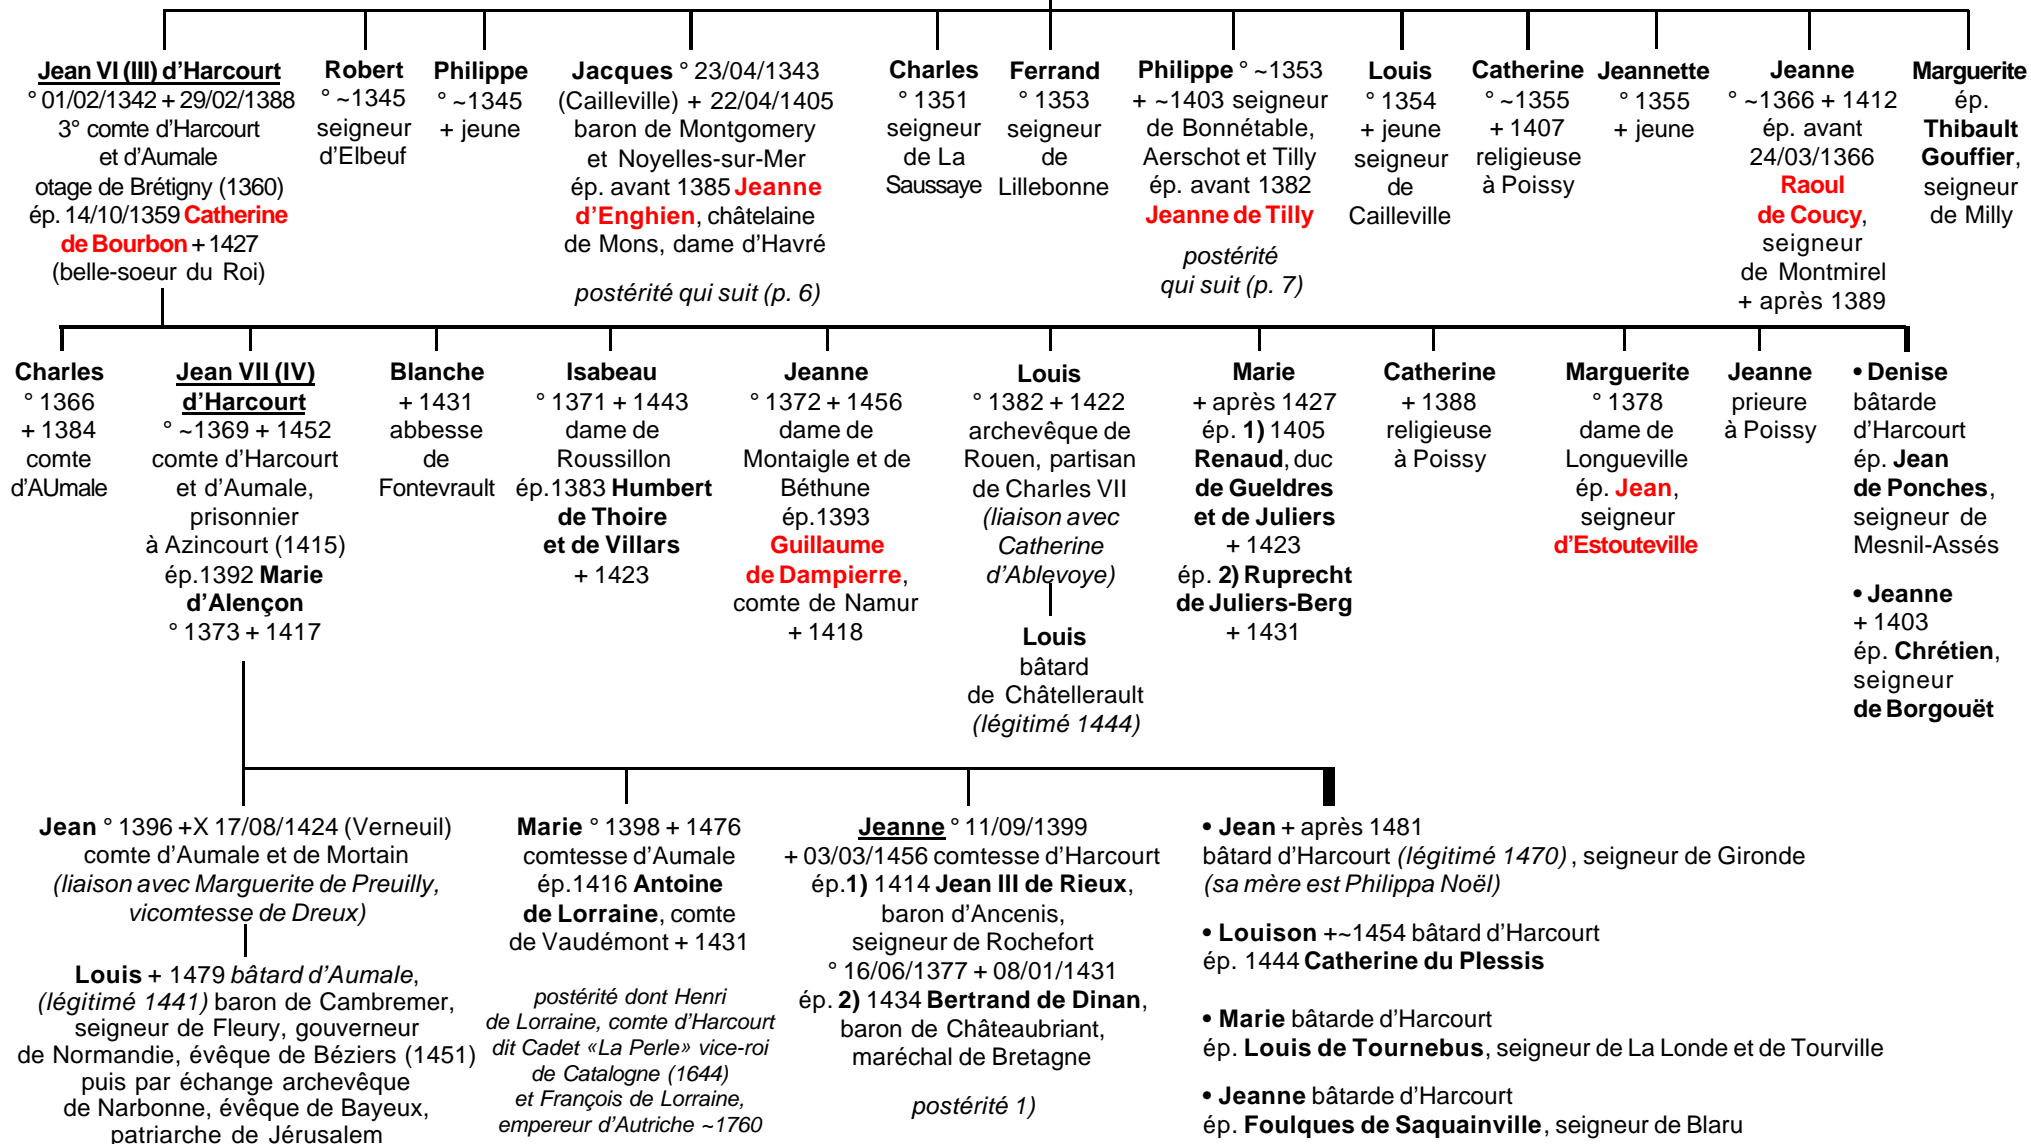 Jean VI (III) d'Harcourt
° 01/02/1342 + 29/02/1388
3° comte d'Harcourt
et d'Aumale
otage de Brétigny (1360)
ép. 14/10/1359 Catherine
de Bourbon + 1427
(belle-soeur du Roi)
Robert
° ~1345
seigneur
d'Elbeuf
Philippe
° ~1345
+ jeune
Jacques ° 23/04/1343
(Cailleville) + 22/04/1405
baron de Montgomery
et Noyelles-sur-Mer
ép. avant 1385 Jeanne
d'Enghien, châtelaine
de Mons, dame d'Havré
postérité qui suit (p. 6)
Charles
° 1351
seigneur
de La
Saussaye
Ferrand
° 1353
seigneur
de
Lillebonne
Philippe ° ~1353
+ ~1403 seigneur
de Bonnétable,
Aerschot et Tilly
ép. avant 1382
Jeanne de Tilly
postérité
qui suit (p. 7)
Louis
° 1354
+ jeune
seigneur
de
Cailleville
Catherine
° ~1355
+ 1407
religieuse
à Poissy
Jeannette
° 1355
+ jeune
Jeanne
° ~1366 + 1412
ép. avant
24/03/1366
Raoul
de Coucy,
seigneur
de Montmirel
+ après 1389
Marguerite
ép.
Thibault
Gouffier,
seigneur
de Milly
Charles
° 1366
+ 1384
comte
d'AUmale
Jean VII (IV)
d'Harcourt
° ~1369 + 1452
comte d'Harcourt
et d'Aumale,
prisonnier
à Azincourt (1415)
ép.1392 Marie
d'Alençon
° 1373 + 1417
Blanche
+ 1431
abbesse
de
Fontevrault
Isabeau
° 1371 + 1443
dame de
Roussillon
ép.1383 Humbert
de Thoire
et de Villars
+ 1423
Jeanne
° 1372 + 1456
dame de
Montaigle et de
Béthune
ép.1393
Guillaume
de Dampierre,
comte de Namur
+ 1418
Louis
° 1382 + 1422
archevêque de
Rouen, partisan
de Charles VII
(liaison avec
Catherine
d'Ablevoye)
Louis
bâtard
de Châtellerault
(légitimé 1444)
Marie
+ après 1427
ép. 1) 1405
Renaud, duc
de Gueldres
et de Juliers
+ 1423
ép. 2) Ruprecht
de Juliers-Berg
+ 1431
Catherine
+ 1388
religieuse
à Poissy
Marguerite
° 1378
dame de
Longueville
ép. Jean,
seigneur
d'Estouteville
Jeanne
prieure
à Poissy
• Denise
bâtarde
d'Harcourt
ép. Jean
de Ponches,
seigneur de
Mesnil-Assés
• Jeanne
+ 1403
ép. Chrétien,
seigneur
de Borgouët
Jean ° 1396 +X 17/08/1424 (Verneuil)
comte d'Aumale et de Mortain
(liaison avec Marguerite de Preuilly,
vicomtesse de Dreux)
Louis + 1479 bâtard d'Aumale,
(légitimé 1441) baron de Cambremer,
seigneur de Fleury, gouverneur
de Normandie, évêque de Béziers (1451)
puis par échange archevêque
de Narbonne, évêque de Bayeux,
patriarche de Jérusalem
Marie ° 1398 + 1476
comtesse d'Aumale
ép.1416 Antoine
de Lorraine, comte
de Vaudémont + 1431
postérité dont Henri
de Lorraine, comte d'Harcourt
dit Cadet «La Perle» vice-roi
de Catalogne (1644)
et François de Lorraine,
empereur d'Autriche ~1760
Jeanne ° 11/09/1399
+ 03/03/1456 comtesse d'Harcourt
ép.1) 1414 Jean III de Rieux,
baron d'Ancenis,
seigneur de Rochefort
° 16/06/1377 + 08/01/1431
ép. 2) 1434 Bertrand de Dinan,
baron de Châteaubriant,
maréchal de Bretagne
postérité 1)
• Jean + après 1481
bâtard d'Harcourt (légitimé 1470), seigneur de Gironde
(sa mère est Philippa Noël)
• Louison +~1454 bâtard d'Harcourt
ép. 1444 Catherine du Plessis
• Marie bâtarde d'Harcourt
ép. Louis de Tournebus, seigneur de La Londe et de Tourville
• Jeanne bâtarde d'Harcourt
ép. Foulques de Saquainville, seigneur de Blaru